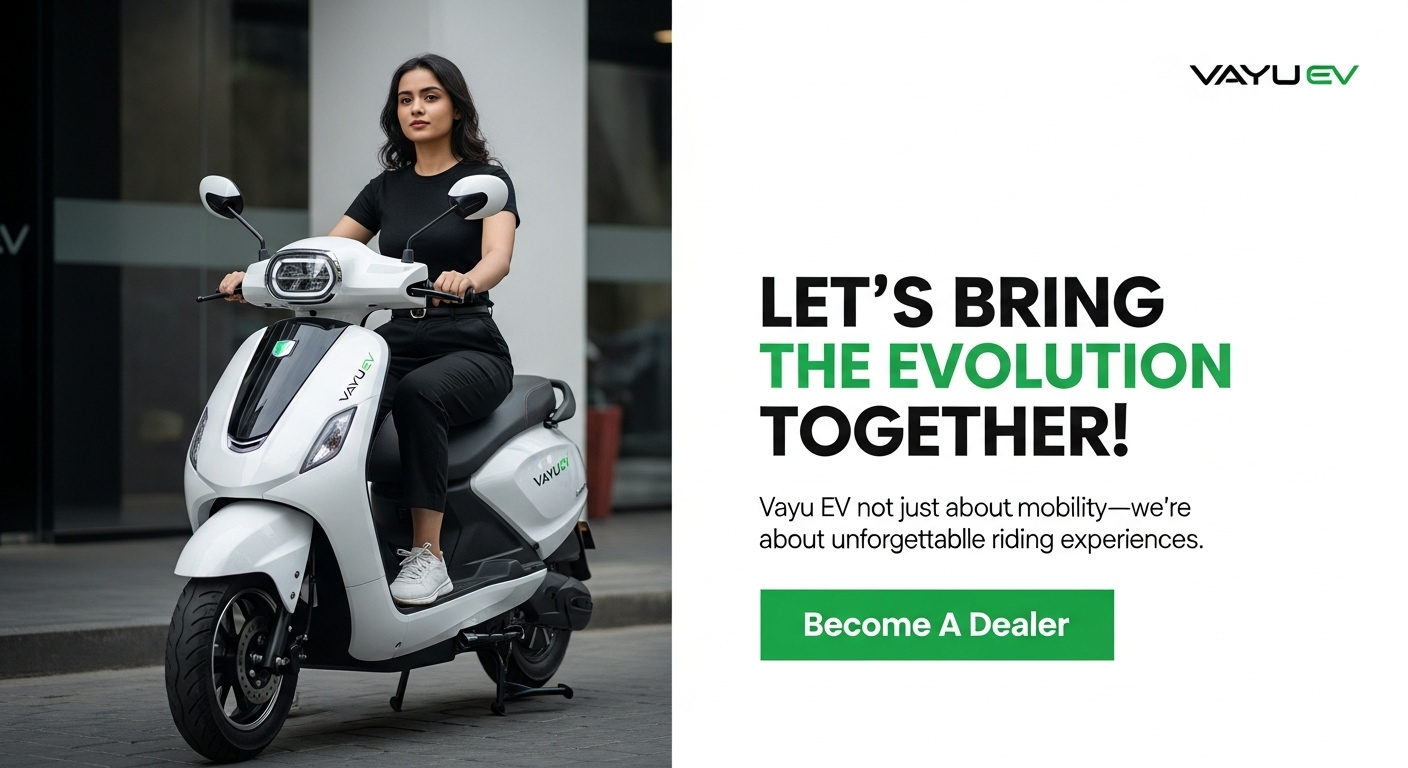 VAYU EV
LET'S BRING
THE EVOLUTION
TOGETHER!
Vayu EV not just about mobility—we're
about unforgettablle riding experiences.
Become A Dealer
VAYU EV
VAYU EV
EV